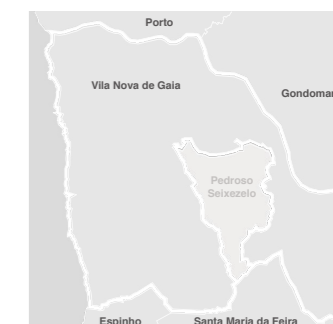 Porto
Vila Nova de Gaia
Gondomar
Pedroso
Seixezelo
Espinho
Santa Maria da Feira